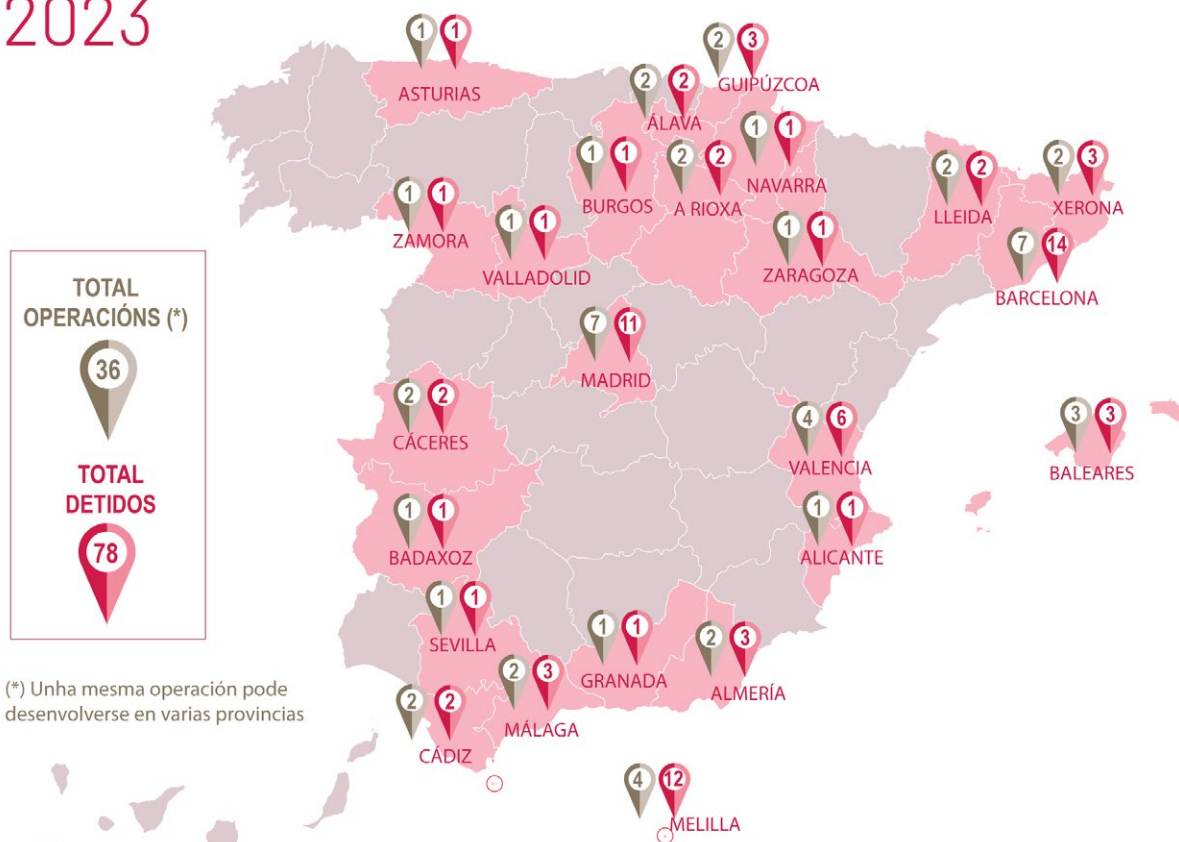 2023
1 1
ASTURIAS
2 3
GUIPÚZCOA
2 2
ÁLAVA
1 1
NAVARRA
1 1
BURGOS
2 2
A RIOXA
2 2
LLEIDA
2 3
XERONA
1 1
ZAMORA
1 1
VALLADOLID
1 1
ZARAGOZA
7 14
BARCELONA
TOTAL
OPERACIÓNS (*)
36
TOTAL
DETIDOS
78
7 11
MADRID
2 2
CÁCERES
4 6
VALENCIA
3 3
BALEARES
1 1
BADAXOZ
1 1
ALICANTE
1 1
SEVILLA
1 1
GRANADA
2 3
ALMERÍA
2 3
MÁLAGA
2 2
CÁDIZ
4 12
MELILLA
(*) Unha mesma operación pode
desenvolverse en varias provincias